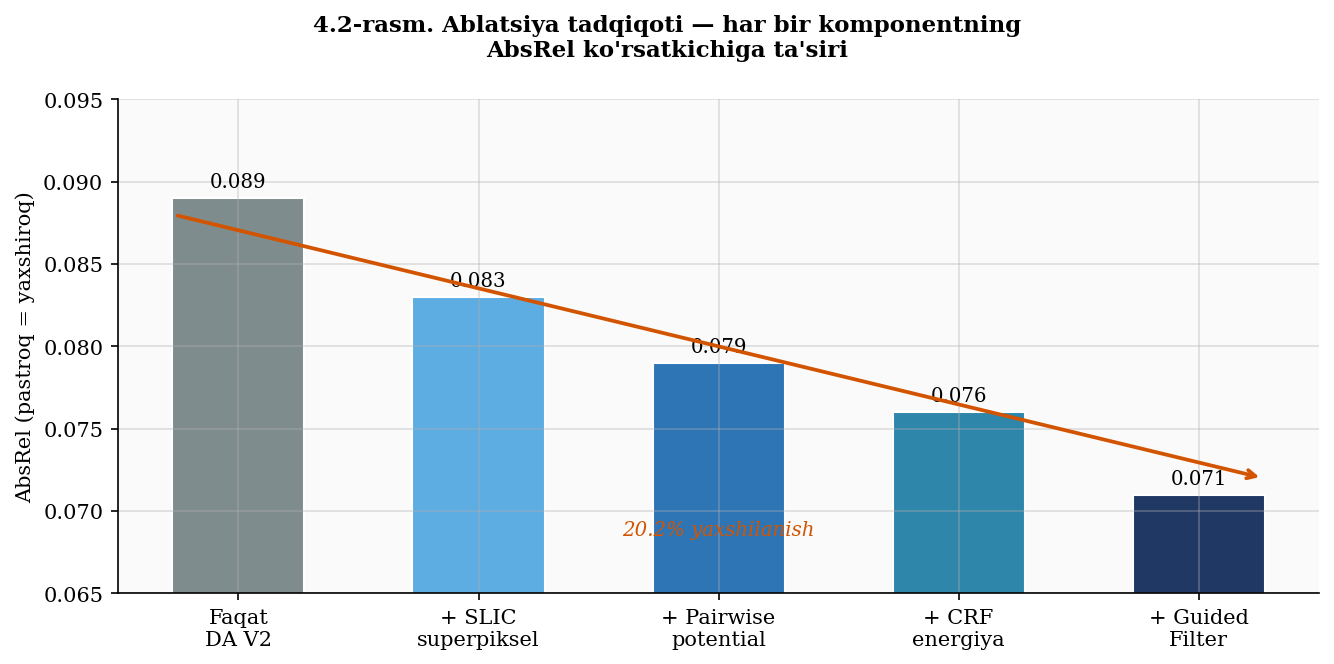 4.2-rasm. Ablatsiya tadqiqoti — har bir komponentning
AbsRel ko'rsatkichiga ta'siri
AbsRel (pastroq = yaxshiroq)
0.095
0.090
0.085
0.080
0.075
0.070
0.065
0.089
0.083
0.079
0.076
0.071
20.2% yaxshilanish
Faqat
DA V2
+ SLIC
superpiksel
+ Pairwise
potential
+ CRF
energiya
+ Guided
Filter